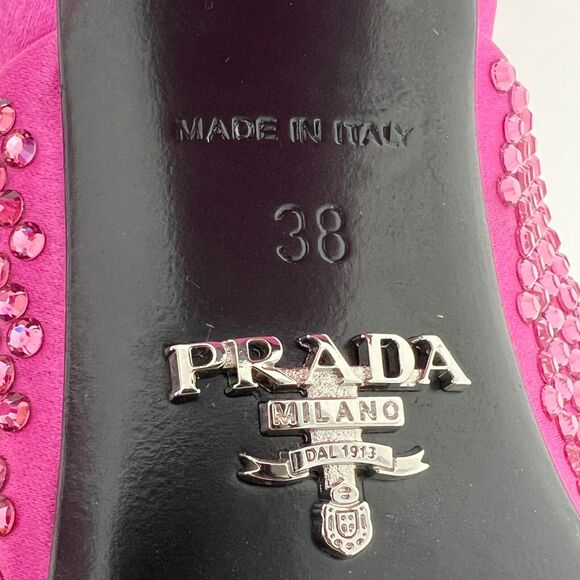 MADE IN ITALY
38
PRADA
MILANO
DAL 1913